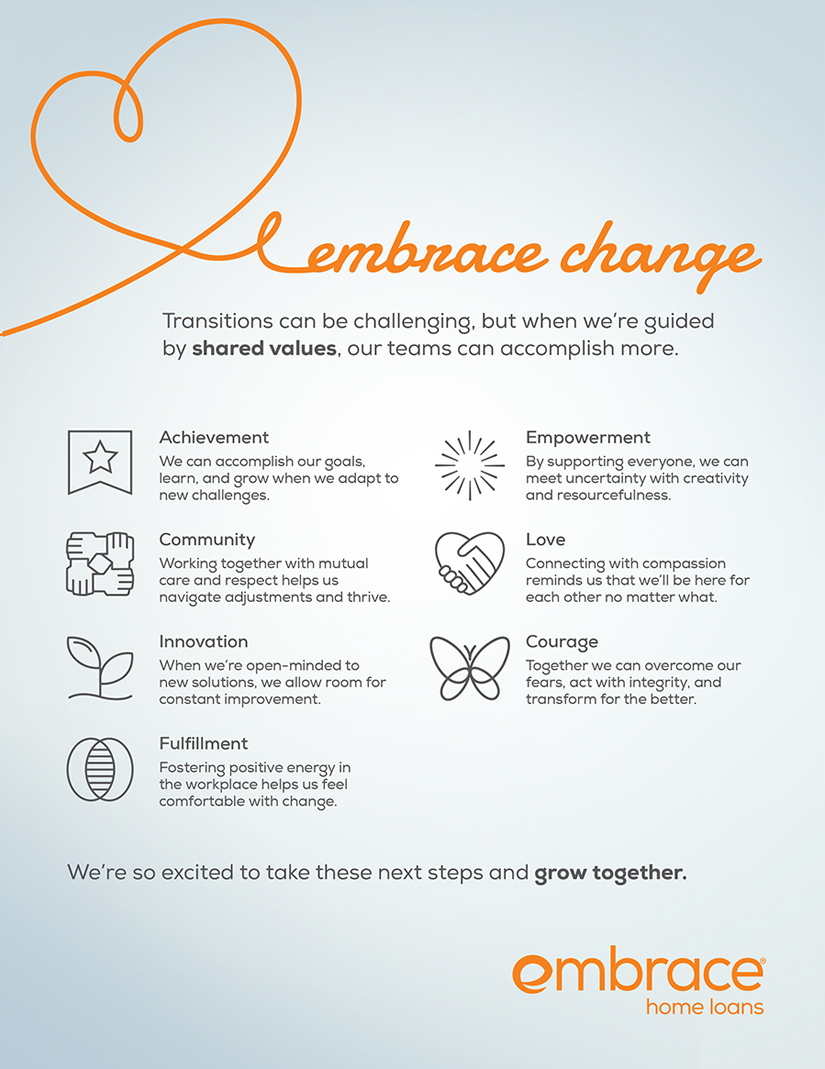 embrace change
Transitions can be challenging, but when we're guided
by shared values, our teams can accomplish more.
Achievement
We can accomplish our goals,
learn, and grow when we adapt to
new challenges.
Community
Working together with mutual
care and respect helps us
navigate adjustments and thrive.
Innovation
When we're open-minded to
new solutions, we allow room for
constant improvement.
Fulfillment
Fostering positive energy in
the workplace helps us feel
comfortable with change.
Empowerment
By supporting everyone, we can
meet uncertainty with creativity
and resourcefulness.
Love
Connecting with compassion
reminds us that we'll be here for
each other no matter what.
Courage
Together we can overcome our
fears, act with integrity, and
transform for the better.
We're so excited to take these next steps and grow together.
embrace®
home loans